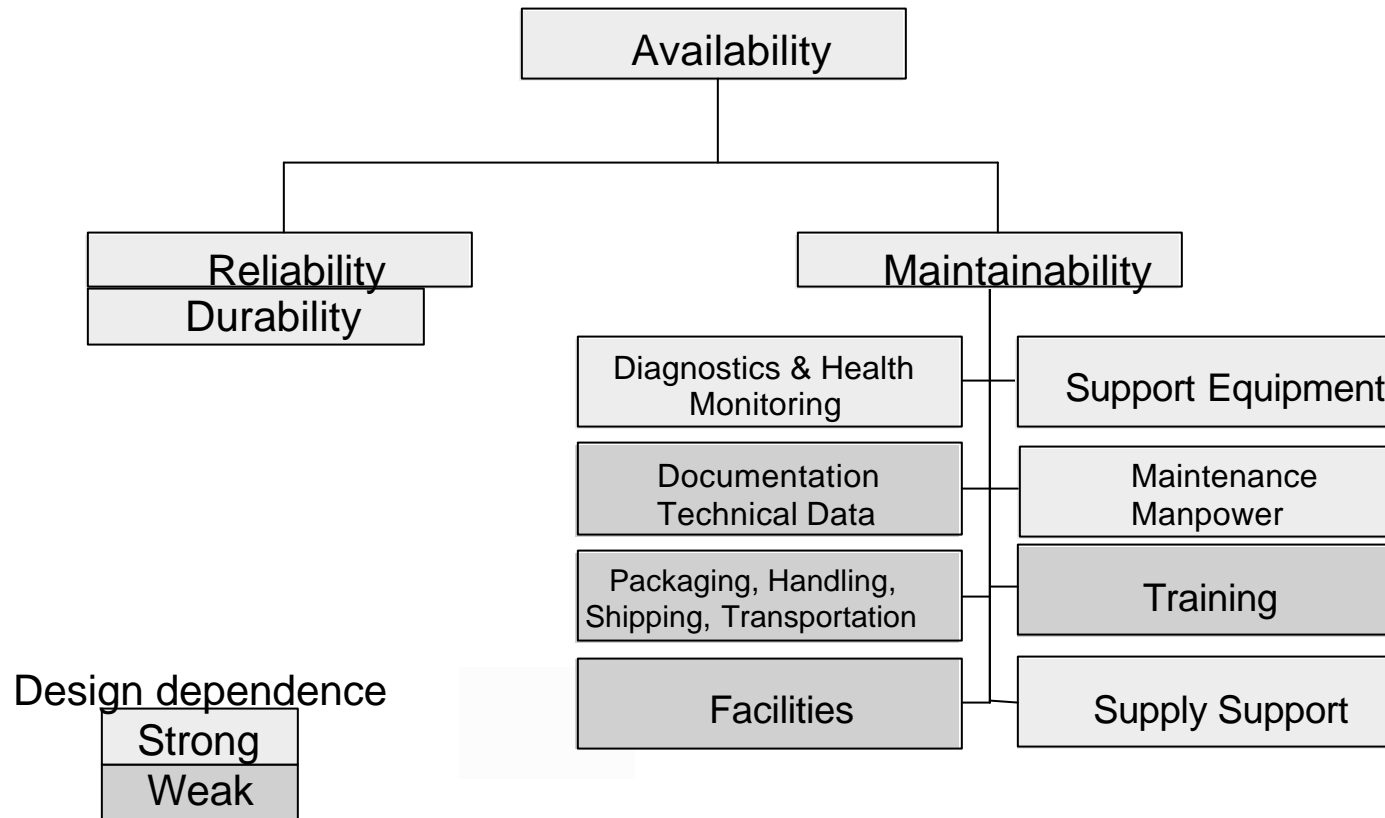 Availability
Reliability
Durability
Maintainability
Diagnostics & Health
Monitoring
Support Equipment
Documentation
Technical Data
Maintenance
Manpower
Packaging, Handling,
Shipping, Transportation
Training
Facilities
Supply Support
Design dependence
Strong
Weak